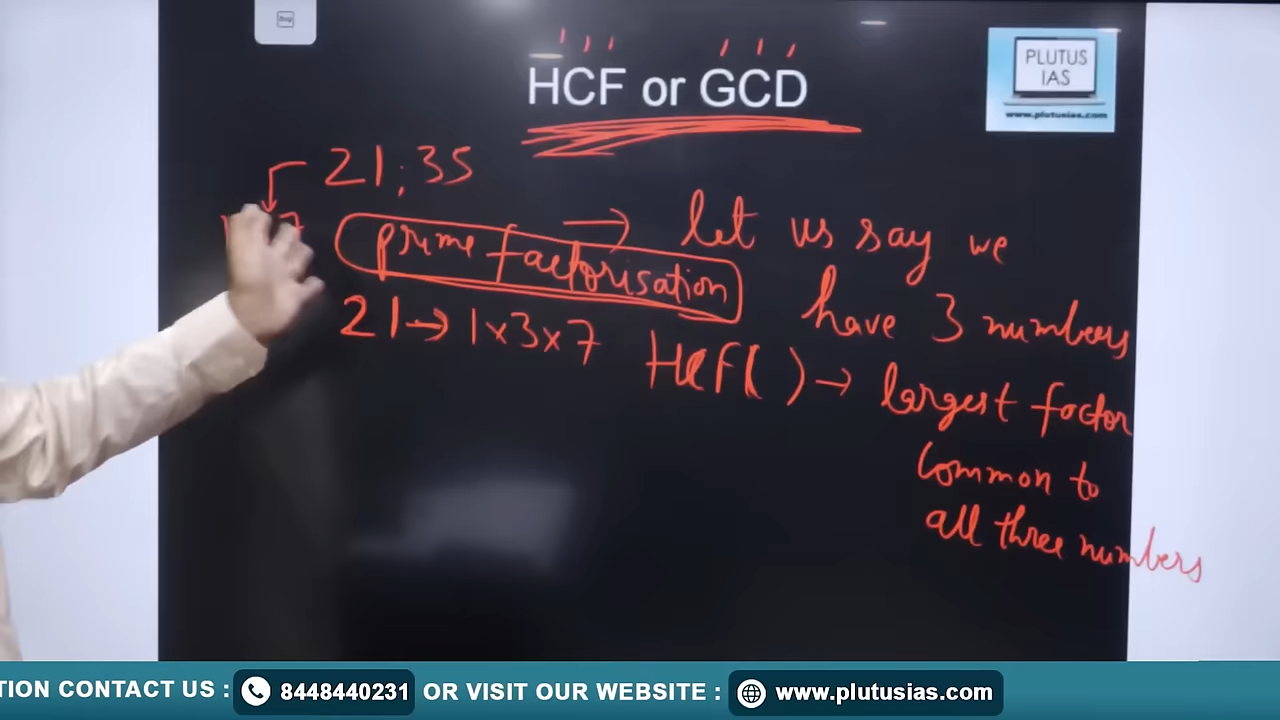 HCF or GCD
PLUTUS
IAS
www.plutusias.com
21 ; 35
prime factorisation
21 → 1×3×7
→ let us say we
have 3 numbers
HCF( ) → largest factor
common to
all three numbers
TION CONTACT US : 8448440231 OR VISIT OUR WEBSITE : www.plutusias.com